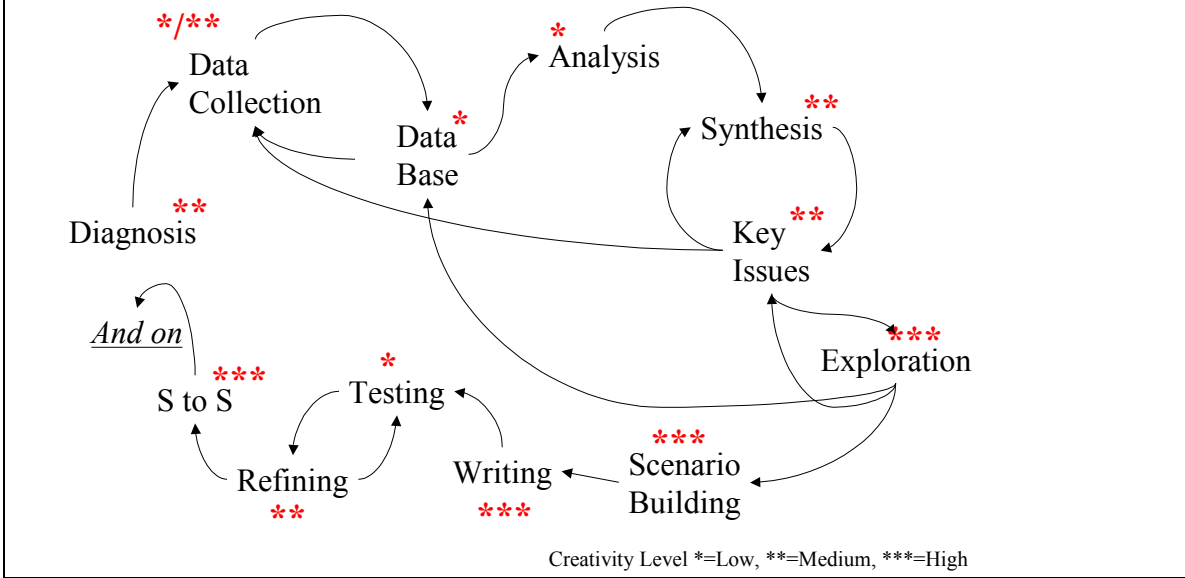 */**
Data
Collection
*
Analysis
**
Synthesis
*
Data
Base
**
Diagnosis
**
Key
Issues
And on
***
Exploration
***
S to S
*
Testing
***
Scenario
Building
Writing
***
Refining
**
Creativity Level *=Low, **=Medium, ***=High